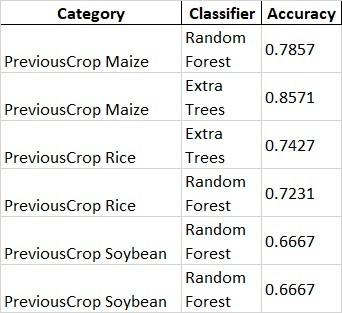 Category Classifier Accuracy
PreviousCrop Maize Random Forest 0.7857
PreviousCrop Maize Extra Trees 0.8571
PreviousCrop Rice Extra Trees 0.7427
PreviousCrop Rice Random Forest 0.7231
PreviousCrop Soybean Random Forest 0.6667
PreviousCrop Soybean Random Forest 0.6667